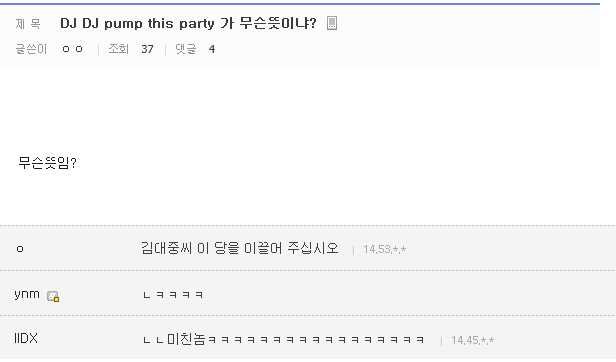 제 목 DJ DJ pump this party 가 무슨뜻이냐?
글쓴이 ㅇㅇ | 조회 37 | 댓글 4
무슨뜻임?
ㅇ 김대중씨 이 당을 이끌어 주십시오 | 14.53.*.*
ynm ㄴㅋㅋㅋㅋ
IIDX ㄴㄴ미친놈ㅋㅋㅋㅋㅋㅋㅋㅋㅋㅋㅋㅋㅋㅋㅋㅋㅋ | 14.45.*.*